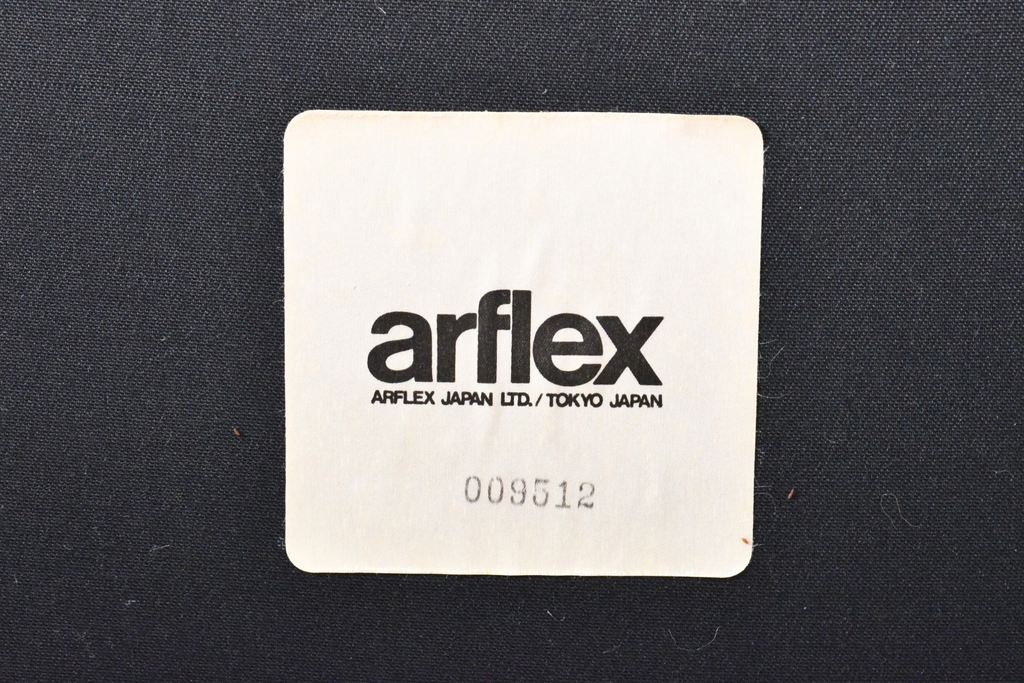 arflex
ARFLEX JAPAN LTD. / TOKYO JAPAN
009512